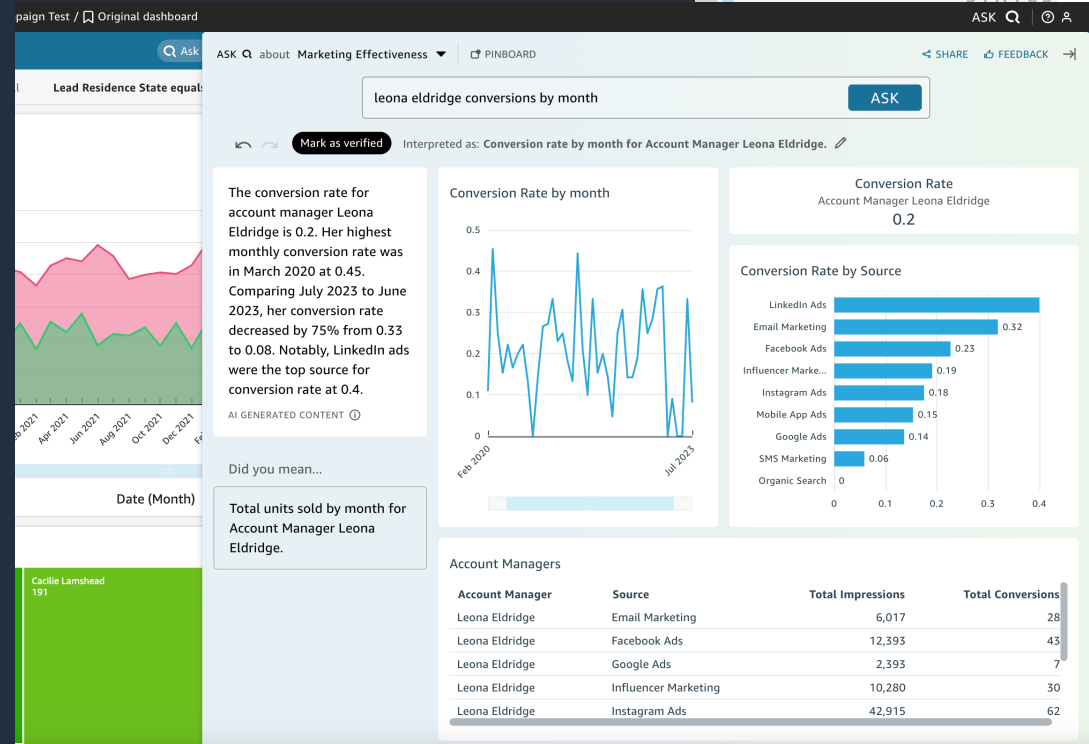 paign Test / Original dashboard
ASK
Ask
Lead Residence State equal
Feb 2021
Apr 2021
Jun 2021
Aug 2021
Oct 2021
Dec 2021
Date (Month)
Cacilie Lamshead
191
ASK about Marketing Effectiveness
PINBOARD
SHARE
FEEDBACK
leona eldridge conversions by month
ASK
Mark as verified
Interpreted as: Conversion rate by month for Account Manager Leona Eldridge.
The conversion rate for
account manager Leona
Eldridge is 0.2. Her highest
monthly conversion rate was
in March 2020 at 0.45.
Comparing July 2023 to June
2023, her conversion rate
decreased by 75% from 0.33
to 0.08. Notably, LinkedIn ads
were the top source for
conversion rate at 0.4.
AI GENERATED CONTENT
Did you mean...
Total units sold by month for
Account Manager Leona
Eldridge.
Conversion Rate by month
0.5
0.4
0.3
0.2
0.1
0
Feb 2020
Jul 2023
Conversion Rate
Account Manager Leona Eldridge
0.2
Conversion Rate by Source
LinkedIn Ads
Email Marketing 0.32
Facebook Ads 0.23
Influencer Marke... 0.19
Instagram Ads 0.18
Mobile App Ads 0.15
Google Ads 0.14
SMS Marketing 0.06
Organic Search 0
0 0.1 0.2 0.3 0.4
Account Managers
Account Manager Source Total Impressions Total Conversions
Leona Eldridge Email Marketing 6,017 28
Leona Eldridge Facebook Ads 12,393 43
Leona Eldridge Google Ads 2,393 7
Leona Eldridge Influencer Marketing 10,280 30
Leona Eldridge Instagram Ads 42,915 62